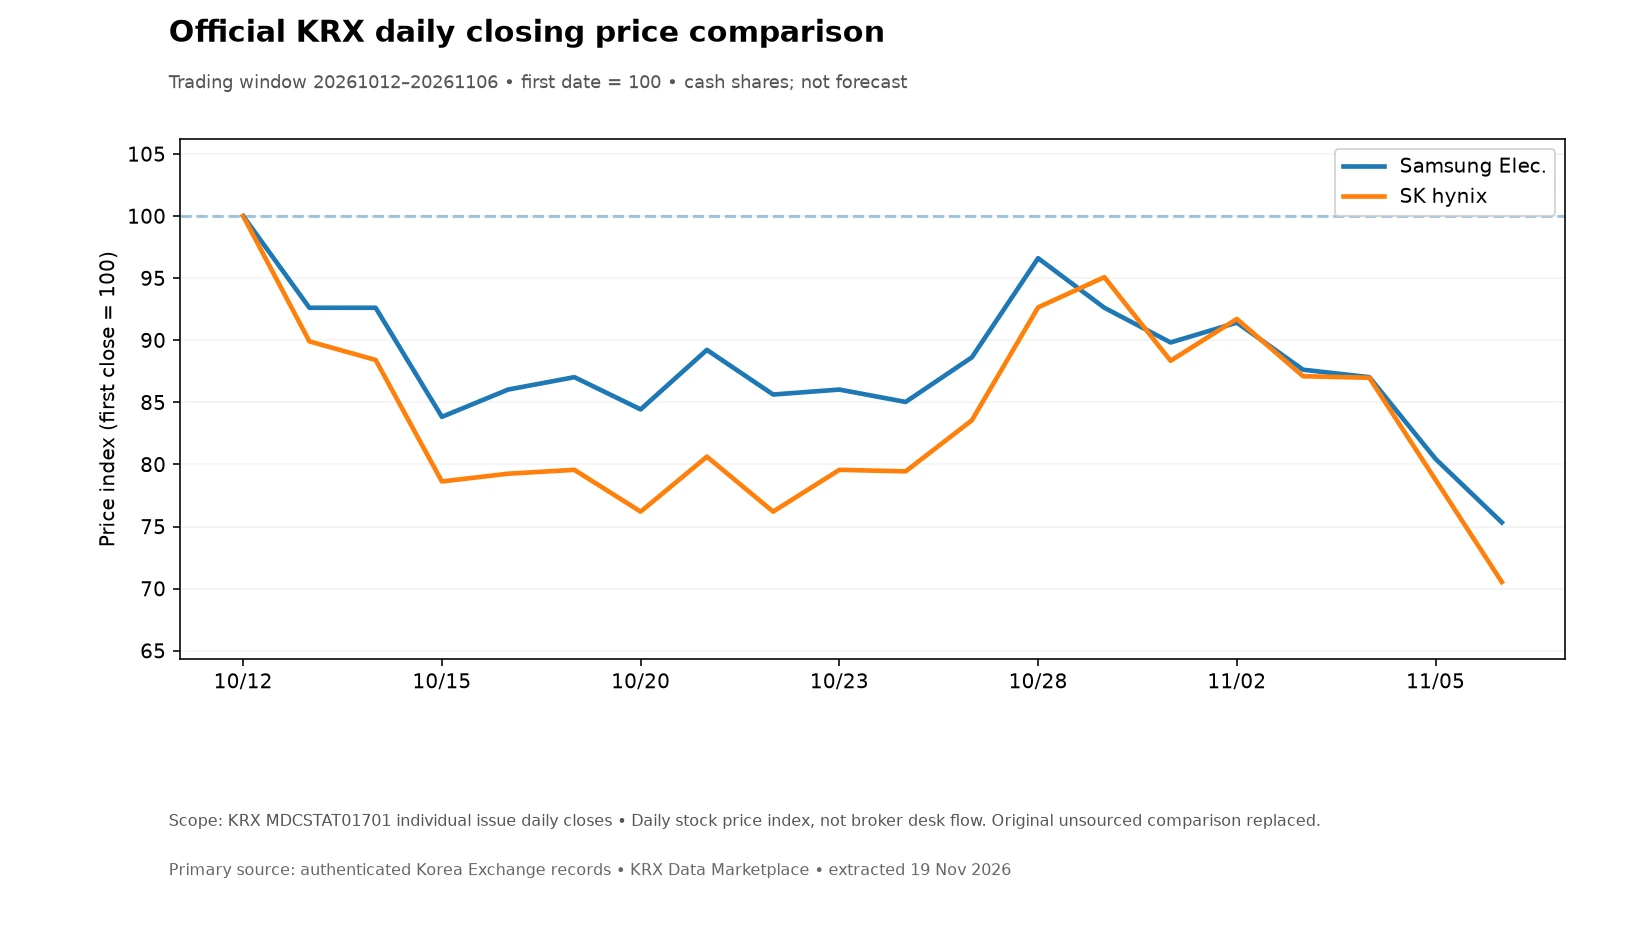 Official KRX daily closing price comparison
Trading window 20261012–20261106 • first date = 100 • cash shares; not forecast
Price index (first close = 100)
105
100
95
90
85
80
75
70
65
Samsung Elec.
SK hynix
10/12 10/15 10/20 10/23 10/28 11/02 11/05
Scope: KRX MDCSTAT01701 individual issue daily closes • Daily stock price index, not broker desk flow. Original unsourced comparison replaced.
Primary source: authenticated Korea Exchange records • KRX Data Marketplace • extracted 19 Nov 2026